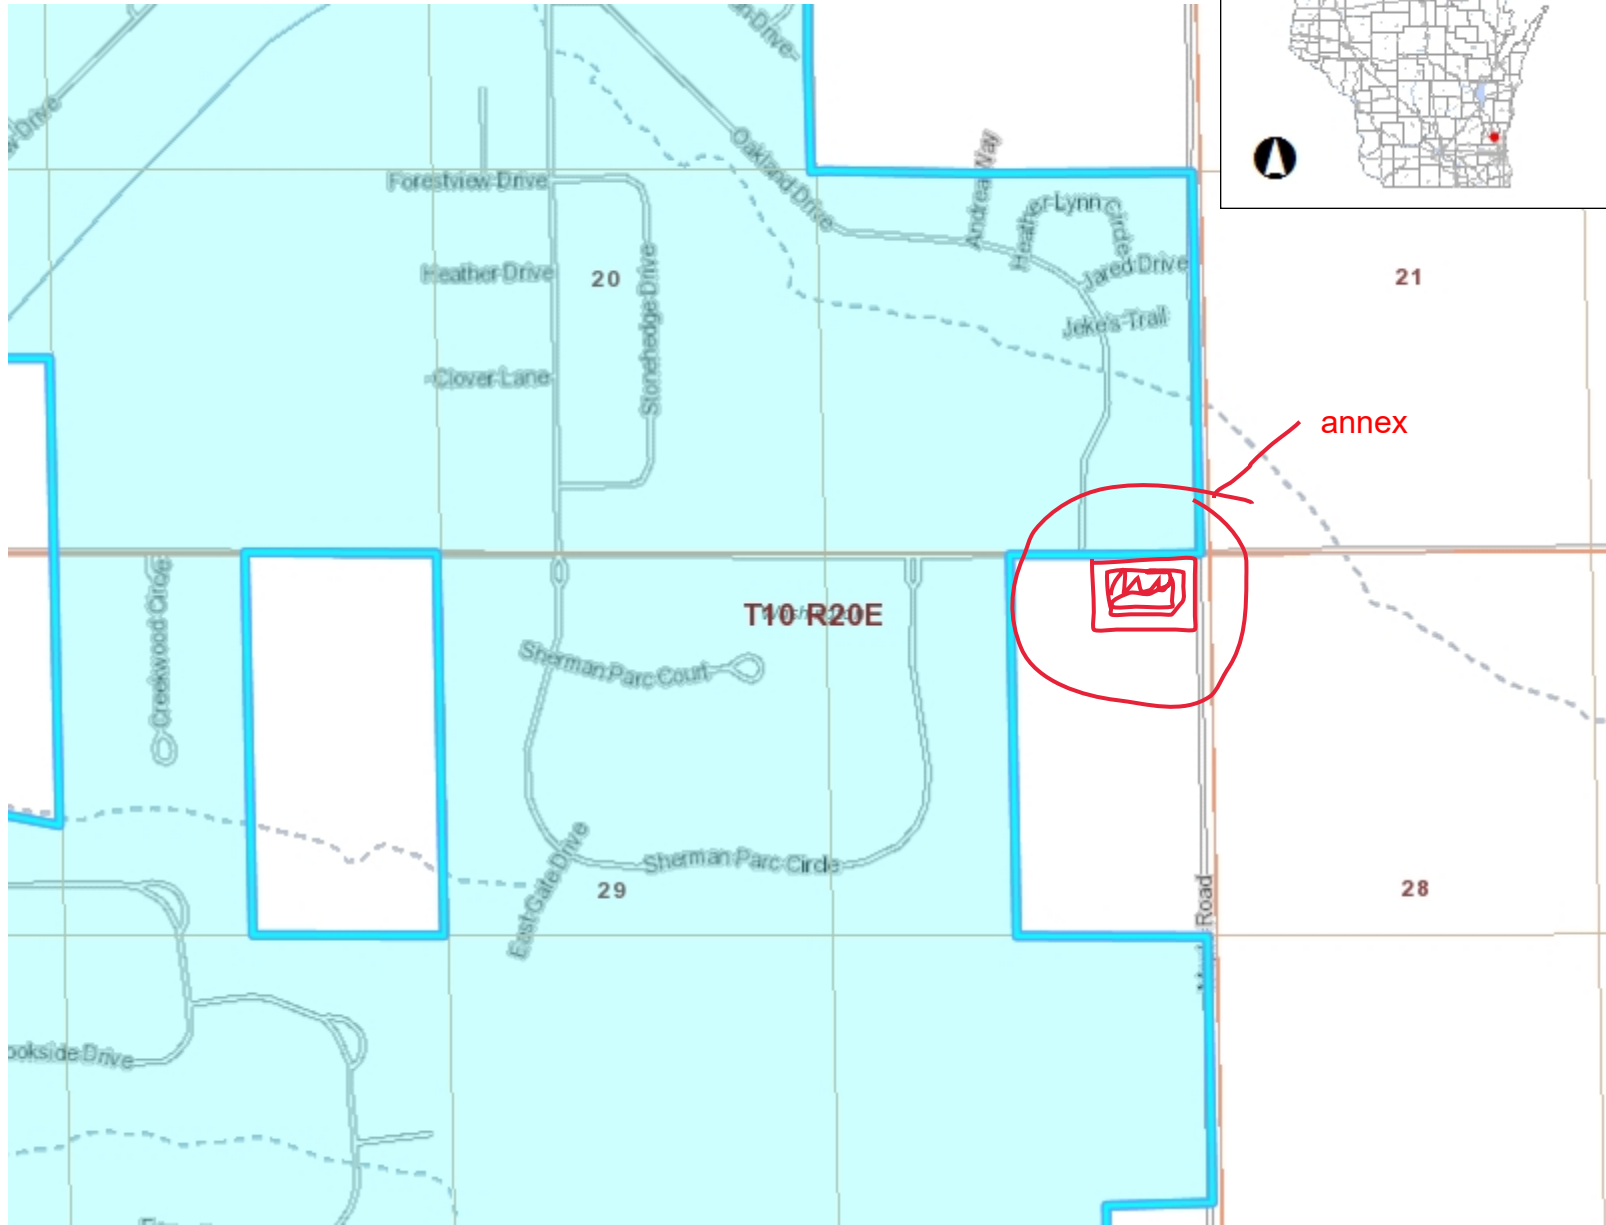 Forestview Drive
Oakland Drive
Andrea Way
Heather Lynn Circle
Jared Drive
Jeke's Trail
Heather Drive
20
Stonehedge Drive
21
Clover Lane
annex
Creekwood Circle
T10 R20E
Sherman Parc Court
Sherman Parc Circle
East Gate Drive
29
28
Road
Drive